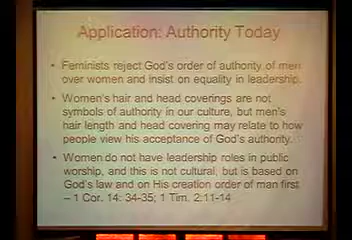 Application: Authority Today
• Feminists reject God's order of authority of men
over women and insist on equality in leadership.
• Women's hair and head coverings are not
symbols of authority in our culture, but men's
hair length and head covering may relate to how
people view his acceptance of God's authority.
• Women do not have leadership roles in public
worship, and this is not cultural, but is based on
God's law and on His creation order of man first
– 1 Cor. 14: 34-35; 1 Tim. 2:11-14